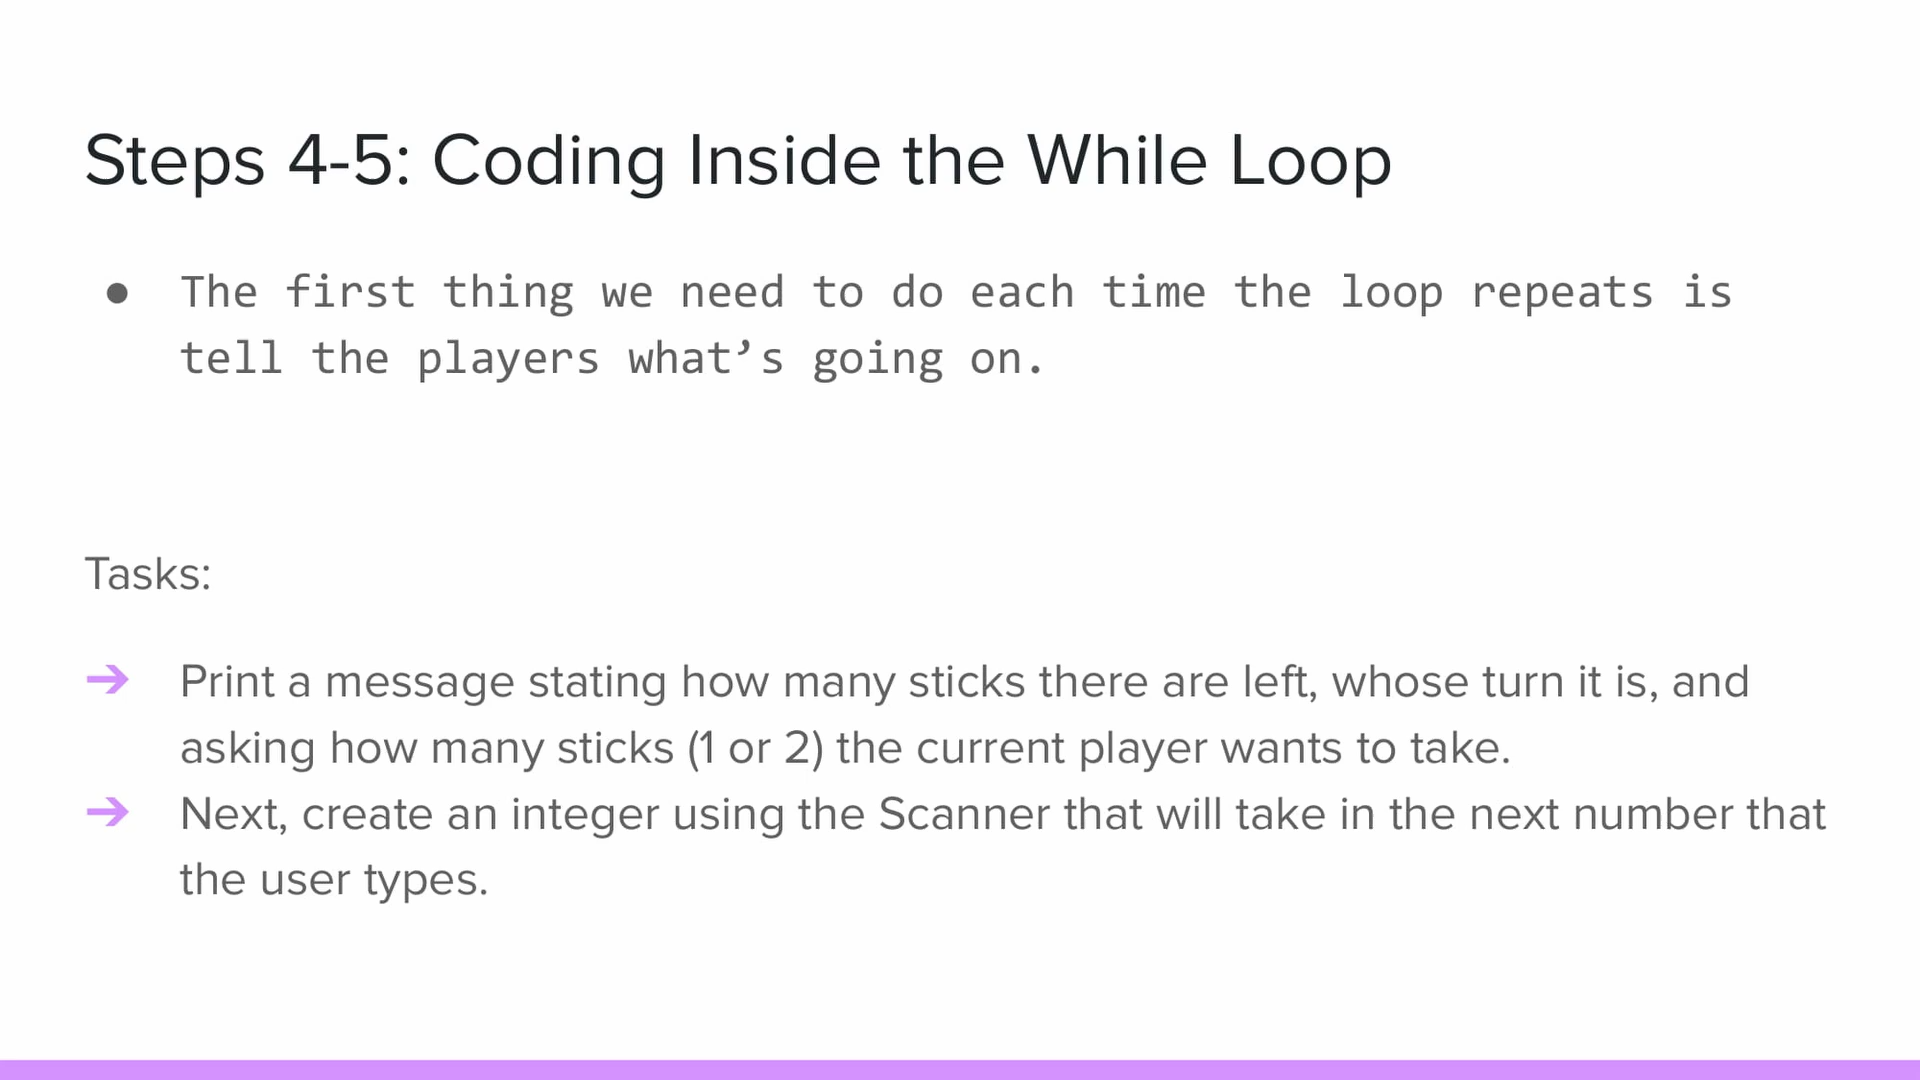 Steps 4-5: Coding Inside the While Loop
● The first thing we need to do each time the loop repeats is
tell the players what’s going on.
Tasks:
➔ Print a message stating how many sticks there are left, whose turn it is, and
asking how many sticks (1 or 2) the current player wants to take.
➔ Next, create an integer using the Scanner that will take in the next number that
the user types.